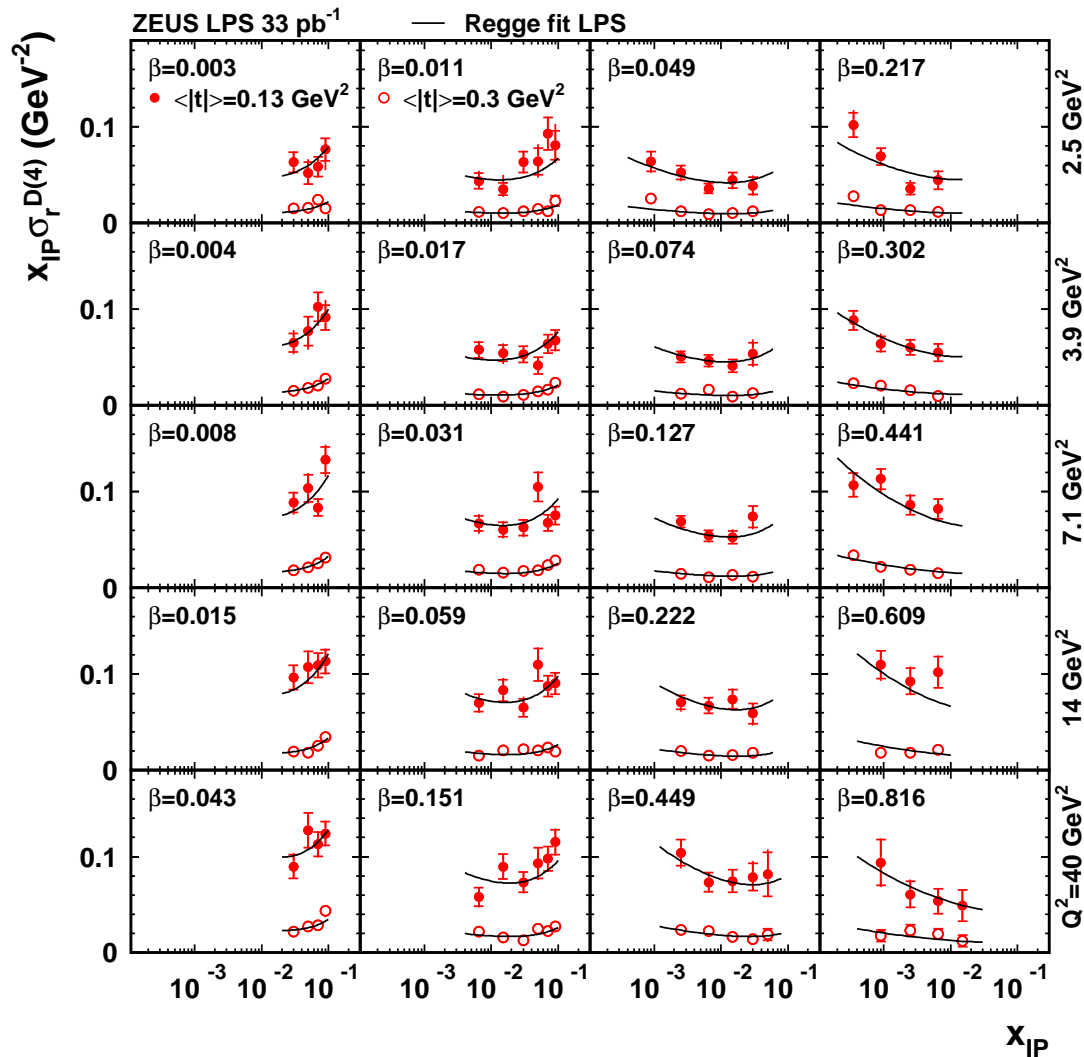 ZEUS LPS 33 pb⁻¹ — Regge fit LPS
x_IP σ_r^D(4) (GeV⁻²)
β=0.003 β=0.011 β=0.049 β=0.217
<|t|>=0.13 GeV² <|t|>=0.3 GeV²
0.1
0
2.5 GeV²
β=0.004 β=0.017 β=0.074 β=0.302
0.1
0
3.9 GeV²
β=0.008 β=0.031 β=0.127 β=0.441
0.1
0
7.1 GeV²
β=0.015 β=0.059 β=0.222 β=0.609
0.1
0
14 GeV²
β=0.043 β=0.151 β=0.449 β=0.816
0.1
0
Q²=40 GeV²
10⁻³ 10⁻² 10⁻¹ 10⁻³ 10⁻² 10⁻¹ 10⁻³ 10⁻² 10⁻¹ 10⁻³ 10⁻² 10⁻¹
x_IP